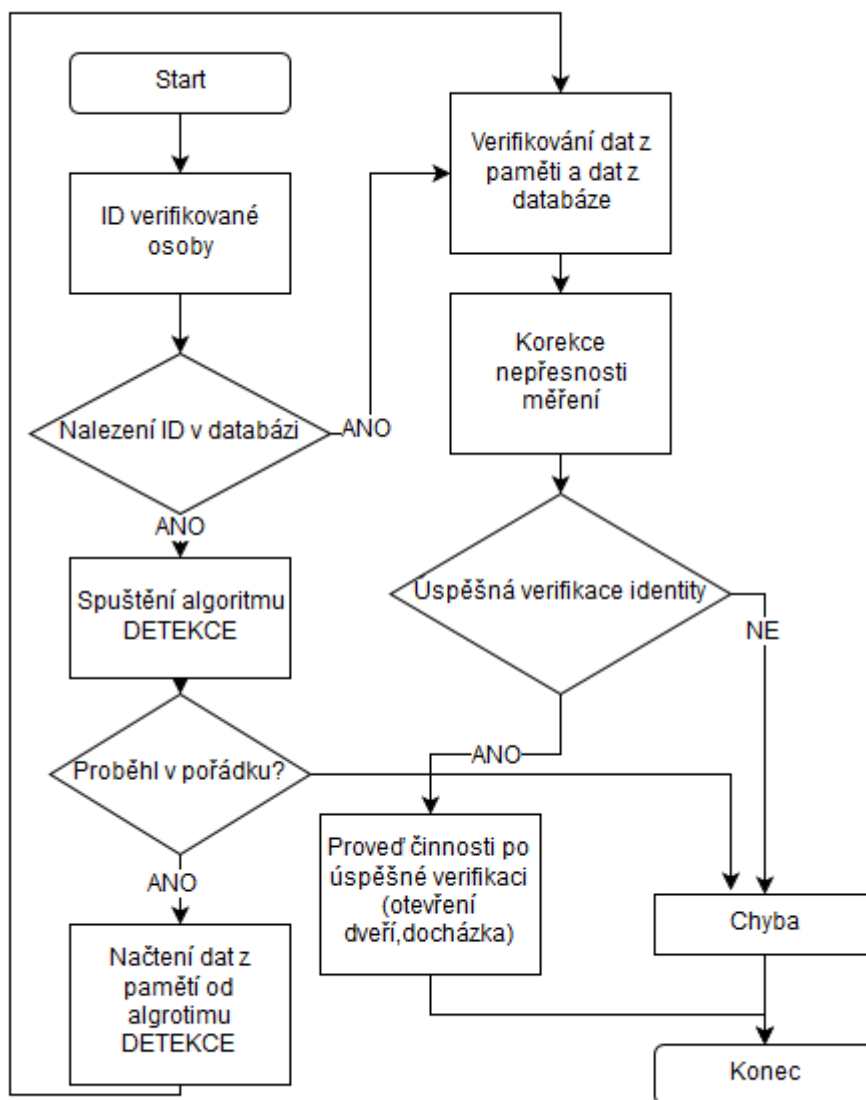 Start
ID verifikované
osoby
Nalezení ID v databázi
ANO
ANO
Spuštění algoritmu
DETEKCE
Proběhl v pořádku?
ANO
Načtení dat z
pamětí od
algrotimu
DETEKCE
Verifikování dat z
paměti a dat z
databáze
Korekce
nepřesnosti
měření
Úspěšná verifikace identity
NE
ANO
Proveď činnosti po
úspěšné verifikaci
(otevření
dveří,docházka)
Chyba
Konec